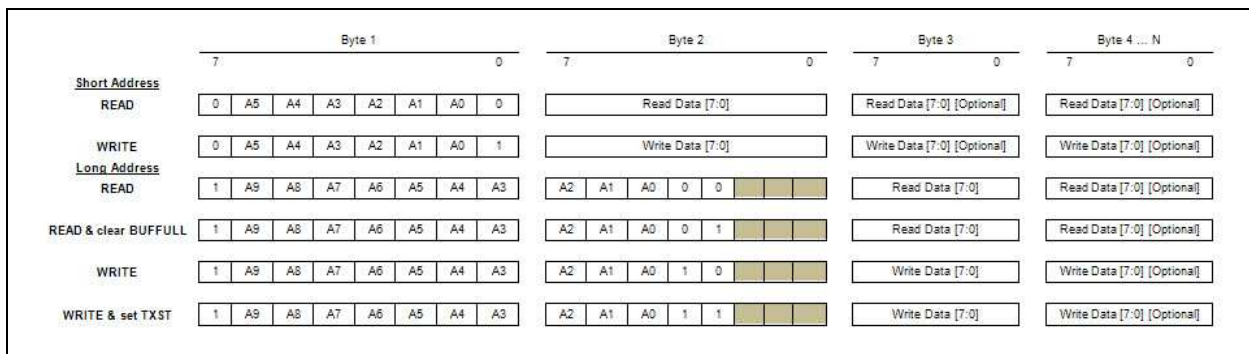 Byte 1 Byte 2 Byte 3 Byte 4 ... N
7 0 7 0 7 0 7 0
Short Address
READ 0 A5 A4 A3 A2 A1 A0 0 Read Data [7:0] Read Data [7:0] [Optional] Read Data [7:0] [Optional]
WRITE 0 A5 A4 A3 A2 A1 A0 1 Write Data [7:0] Write Data [7:0] [Optional] Write Data [7:0] [Optional]
Long Address
READ 1 A9 A8 A7 A6 A5 A4 A3 A2 A1 A0 0 0 Read Data [7:0] Read Data [7:0] [Optional]
READ & clear BUFFULL 1 A9 A8 A7 A6 A5 A4 A3 A2 A1 A0 0 1 Read Data [7:0] Read Data [7:0] [Optional]
WRITE 1 A9 A8 A7 A6 A5 A4 A3 A2 A1 A0 1 0 Write Data [7:0] Write Data [7:0] [Optional]
WRITE & set TXST 1 A9 A8 A7 A6 A5 A4 A3 A2 A1 A0 1 1 Write Data [7:0] Write Data [7:0] [Optional]